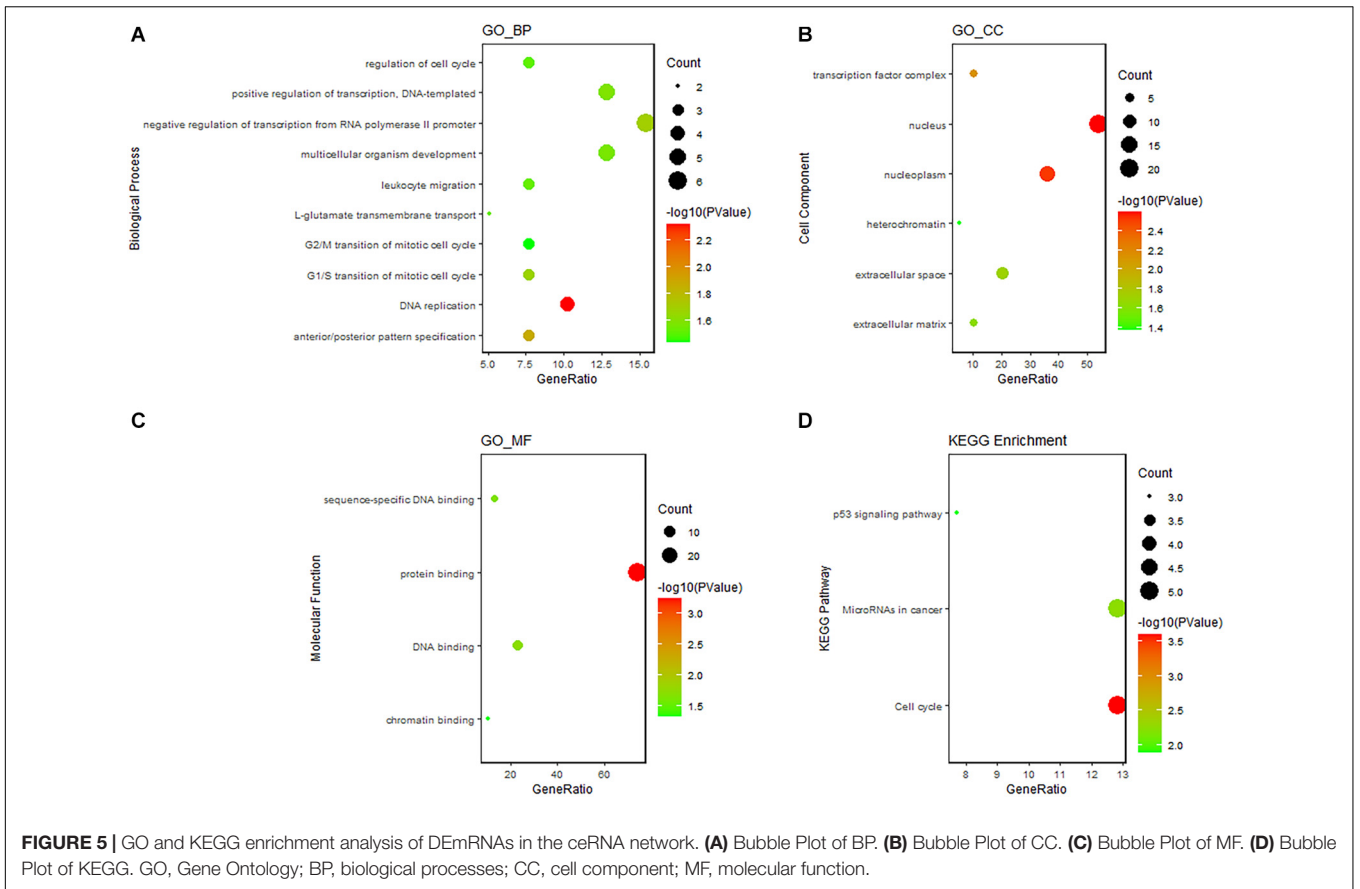 A
GO_BP
Biological Process
regulation of cell cycle
positive regulation of transcription, DNA-templated
negative regulation of transcription from RNA polymerase II promoter
multicellular organism development
leukocyte migration
L-glutamate transmembrane transport
G2/M transition of mitotic cell cycle
G1/S transition of mitotic cell cycle
DNA replication
anterior/posterior pattern specification
5.0 7.5 10.0 12.5 15.0
GeneRatio
Count
2
3
4
5
6
-log10(PValue)
2.2
2.0
1.8
1.6
B
GO_CC
Cell Component
transcription factor complex
nucleus
nucleoplasm
heterochromatin
extracellular space
extracellular matrix
10 20 30 40 50
GeneRatio
Count
5
10
15
20
-log10(PValue)
2.4
2.2
2.0
1.8
1.6
1.4
C
GO_MF
Molecular Function
sequence-specific DNA binding
protein binding
DNA binding
chromatin binding
20 40 60
GeneRatio
Count
10
20
-log10(PValue)
3.0
2.5
2.0
1.5
D
KEGG Enrichment
KEGG Pathway
p53 signaling pathway
MicroRNAs in cancer
Cell cycle
8 9 10 11 12 13
GeneRatio
Count
3.0
3.5
4.0
4.5
5.0
-log10(PValue)
3.5
3.0
2.5
2.0
FIGURE 5 | GO and KEGG enrichment analysis of DEmRNAs in the ceRNA network. (A) Bubble Plot of BP. (B) Bubble Plot of CC. (C) Bubble Plot of MF. (D) Bubble
Plot of KEGG. GO, Gene Ontology; BP, biological processes; CC, cell component; MF, molecular function.